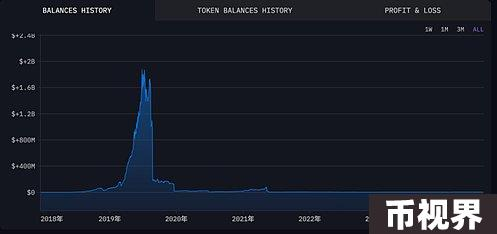 BALANCES HISTORY
TOKEN BALANCES HISTORY
PROFIT & LOSS
1W 1M 3M ALL
$+2.4B
$+2B
$+1.6B
$+1.2B
$+800M
$+400M
$+0
2018年 2019年 2020年 2021年 2022年
币视界